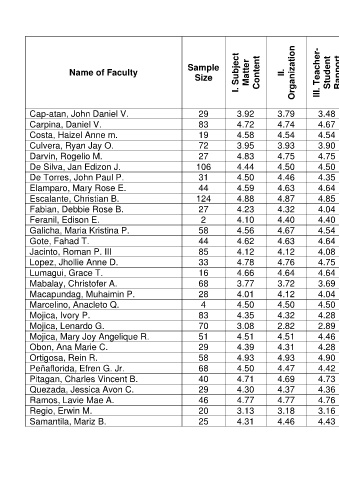 Name of Faculty Sample Size I. Subject Matter Content II. Organization III. Teacher-Student Rapport
Cap-atan, John Daniel V. 29 3.92 3.79 3.48
Carpina, Daniel V. 83 4.72 4.74 4.67
Costa, Haizel Anne m. 19 4.58 4.54 4.54
Culvera, Ryan Jay O. 72 3.95 3.93 3.90
Darvin, Rogelio M. 27 4.83 4.75 4.75
De Silva, Jan Edizon J. 106 4.44 4.50 4.50
De Torres, John Paul P. 31 4.50 4.46 4.35
Elamparo, Mary Rose E. 44 4.59 4.63 4.64
Escalante, Christian B. 124 4.88 4.87 4.85
Fabian, Debbie Rose B. 27 4.23 4.32 4.04
Feranil, Edison E. 2 4.10 4.40 4.40
Galicha, Maria Kristina P. 58 4.56 4.67 4.54
Gote, Fahad T. 44 4.62 4.63 4.64
Jacinto, Roman P. III 85 4.12 4.12 4.08
Lopez, Jhollie Anne D. 33 4.78 4.76 4.75
Lumagui, Grace T. 16 4.66 4.64 4.64
Mabalay, Christofer A. 68 3.77 3.72 3.69
Macapundag, Muhaimin P. 28 4.01 4.12 4.04
Marcelino, Anacleto Q. 4 4.50 4.50 4.50
Mojica, Ivory P. 83 4.35 4.32 4.28
Mojica, Lenardo G. 70 3.08 2.82 2.89
Mojica, Mary Joy Angelique R. 51 4.51 4.51 4.46
Obon, Ana Marie C. 29 4.39 4.31 4.28
Ortigosa, Rein R. 58 4.93 4.93 4.90
Peñaflorida, Efren G. Jr. 68 4.50 4.47 4.42
Pitagan, Charles Vincent B. 40 4.71 4.69 4.73
Quezada, Jessica Avon C. 29 4.30 4.37 4.36
Ramos, Lavie Mae A. 46 4.77 4.77 4.76
Regio, Erwin M. 20 3.13 3.18 3.16
Samantila, Mariz B. 25 4.31 4.46 4.43